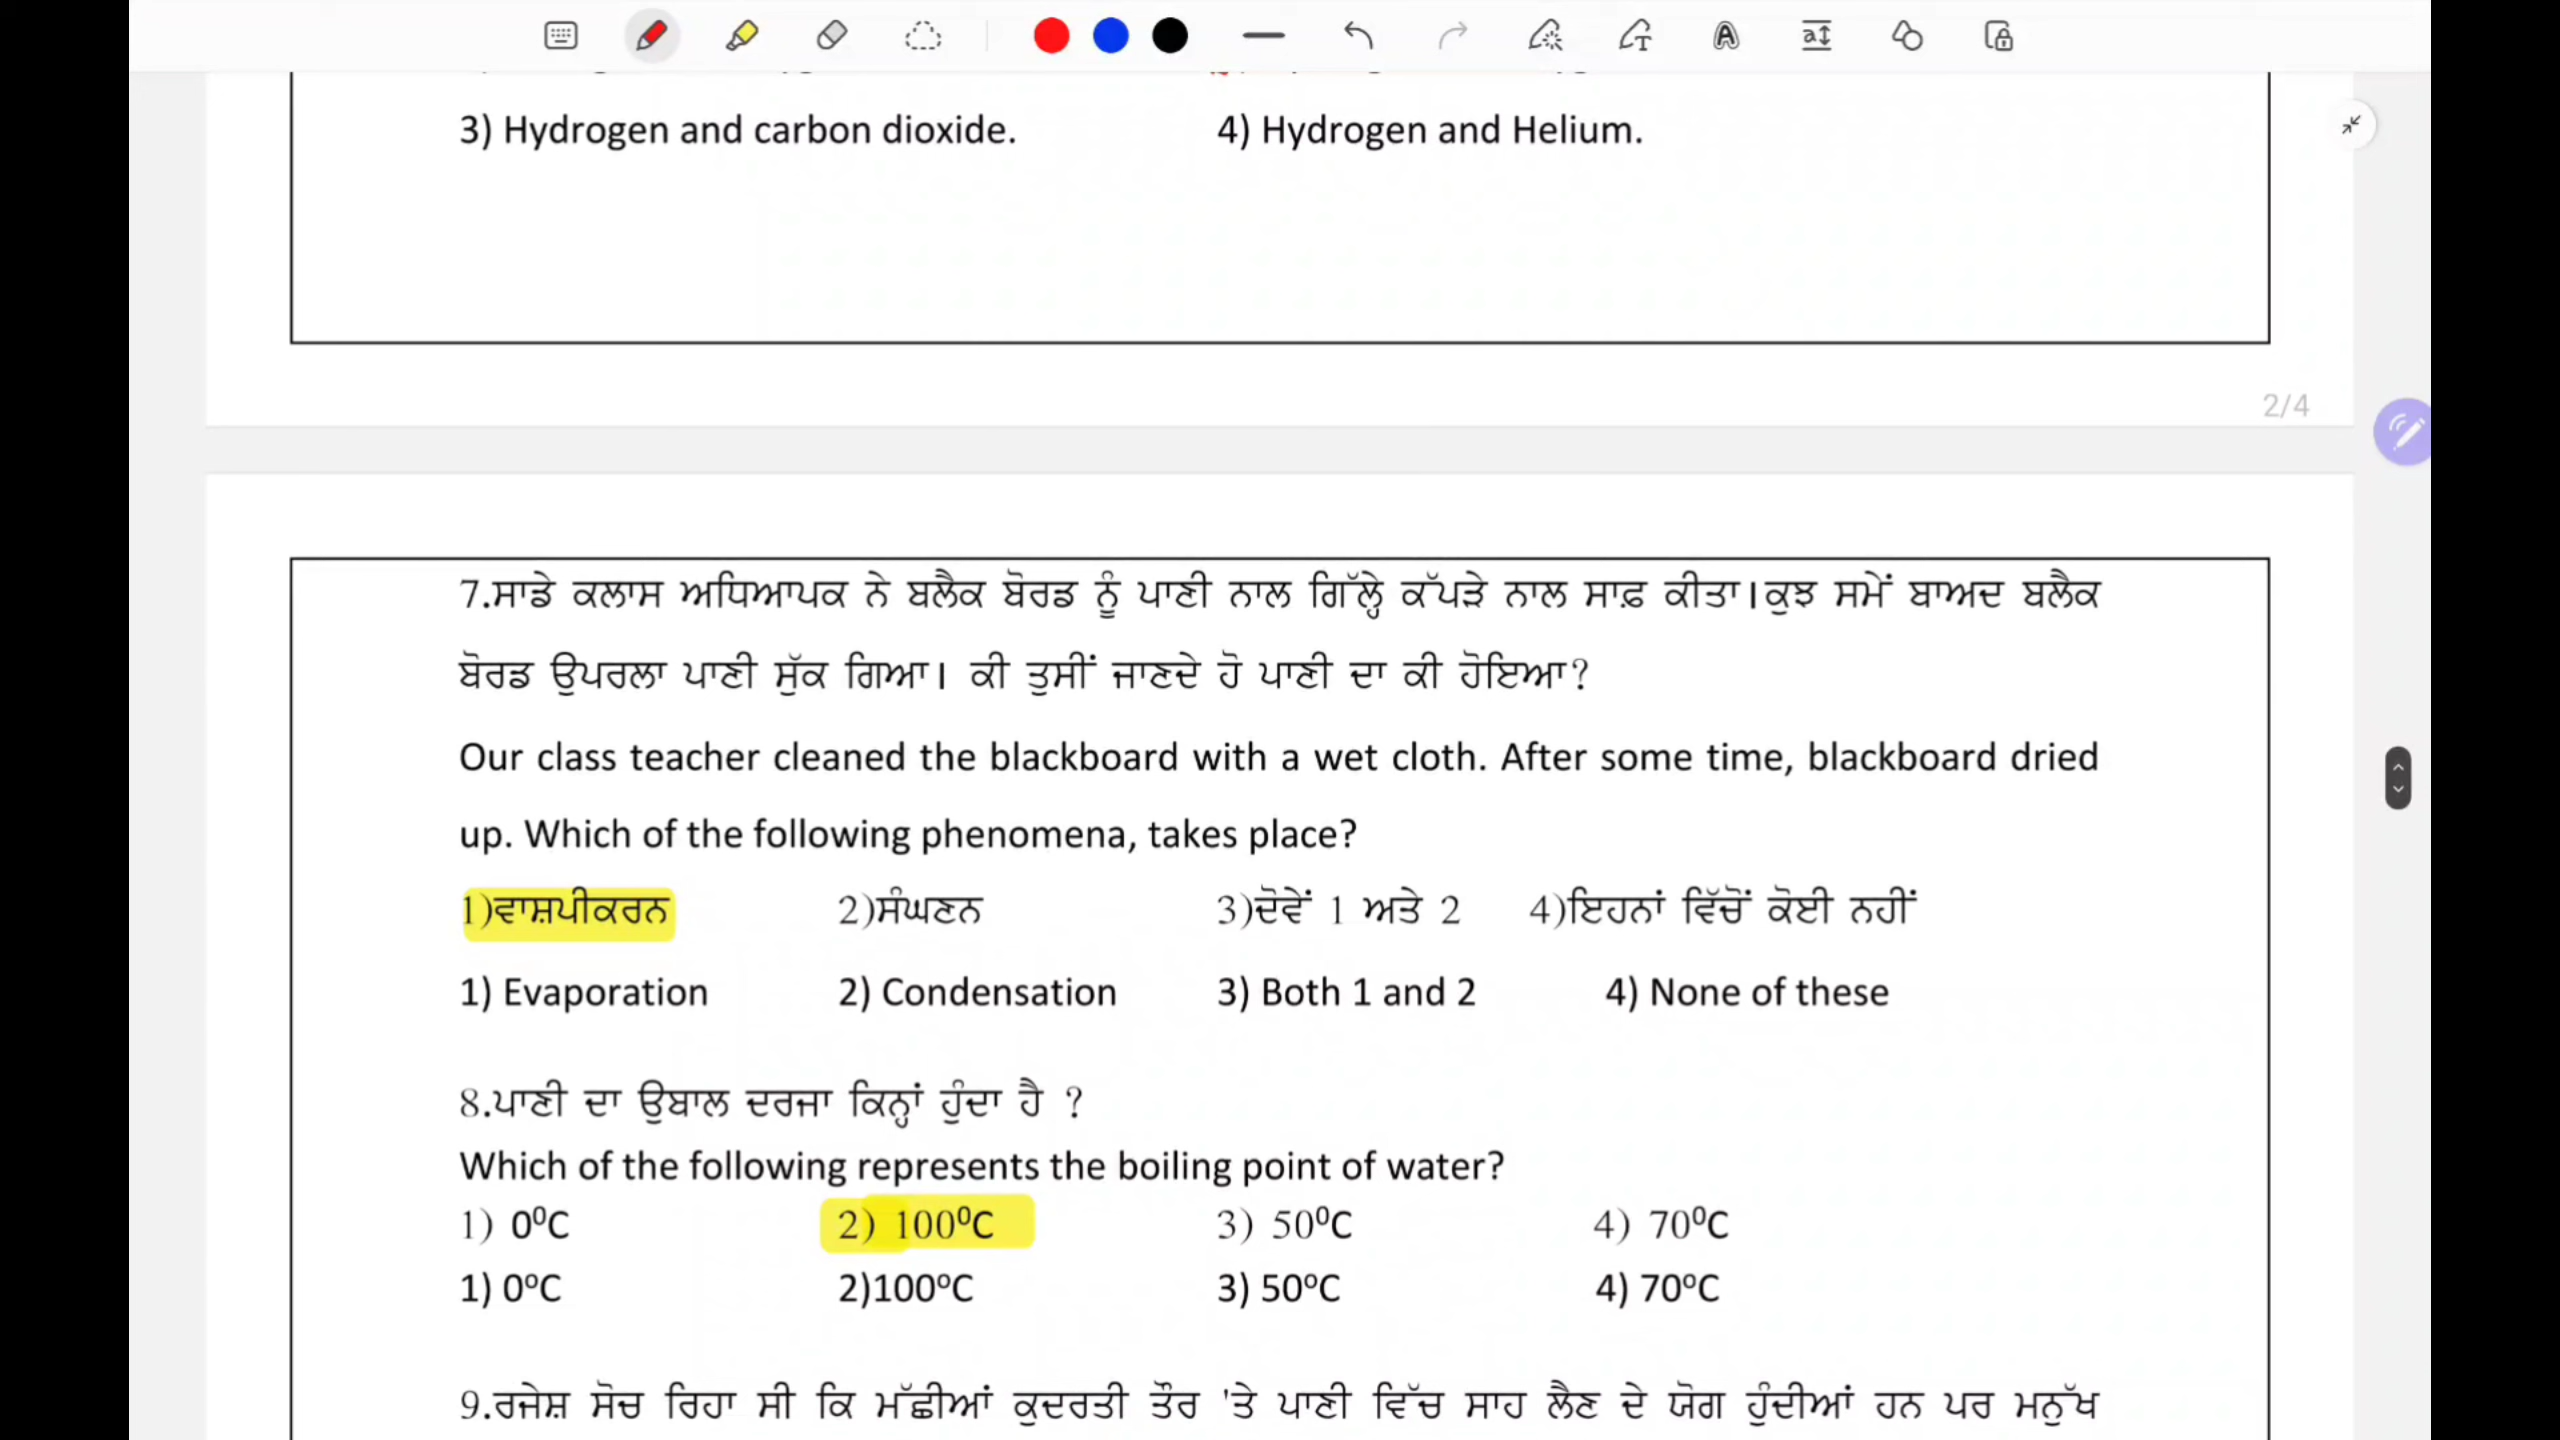 3) Hydrogen and carbon dioxide. 4) Hydrogen and Helium.
2/4
7.ਸਾਡੇ ਕਲਾਸ ਅਧਿਆਪਕ ਨੇ ਬਲੈਕ ਬੋਰਡ ਨੂੰ ਪਾਣੀ ਨਾਲ ਗਿੱਲ੍ਹੇ ਕੱਪੜੇ ਨਾਲ ਸਾਫ਼ ਕੀਤਾ।ਕੁਝ ਸਮੇਂ ਬਾਅਦ ਬਲੈਕ
ਬੋਰਡ ਉਪਰਲਾ ਪਾਣੀ ਸੁੱਕ ਗਿਆ। ਕੀ ਤੁਸੀਂ ਜਾਣਦੇ ਹੋ ਪਾਣੀ ਦਾ ਕੀ ਹੋਇਆ?
Our class teacher cleaned the blackboard with a wet cloth. After some time, blackboard dried
up. Which of the following phenomena, takes place?
1)ਵਾਸ਼ਪੀਕਰਨ 2)ਸੰਘਣਨ 3)ਦੋਵੇਂ 1 ਅਤੇ 2 4)ਇਹਨਾਂ ਵਿੱਚੋਂ ਕੋਈ ਨਹੀਂ
1) Evaporation 2) Condensation 3) Both 1 and 2 4) None of these
8.ਪਾਣੀ ਦਾ ਉਬਾਲ ਦਰਜਾ ਕਿਨ੍ਹਾਂ ਹੁੰਦਾ ਹੈ ?
Which of the following represents the boiling point of water?
1) 0⁰C 2) 100⁰C 3) 50⁰C 4) 70⁰C
1) 0ºC 2)100ºC 3) 50ºC 4) 70ºC
9.ਰਜੇਸ਼ ਸੋਚ ਰਿਹਾ ਸੀ ਕਿ ਮੱਛੀਆਂ ਕੁਦਰਤੀ ਤੌਰ 'ਤੇ ਪਾਣੀ ਵਿੱਚ ਸਾਹ ਲੈਣ ਦੇ ਯੋਗ ਹੁੰਦੀਆਂ ਹਨ ਪਰ ਮਨੁੱਖ